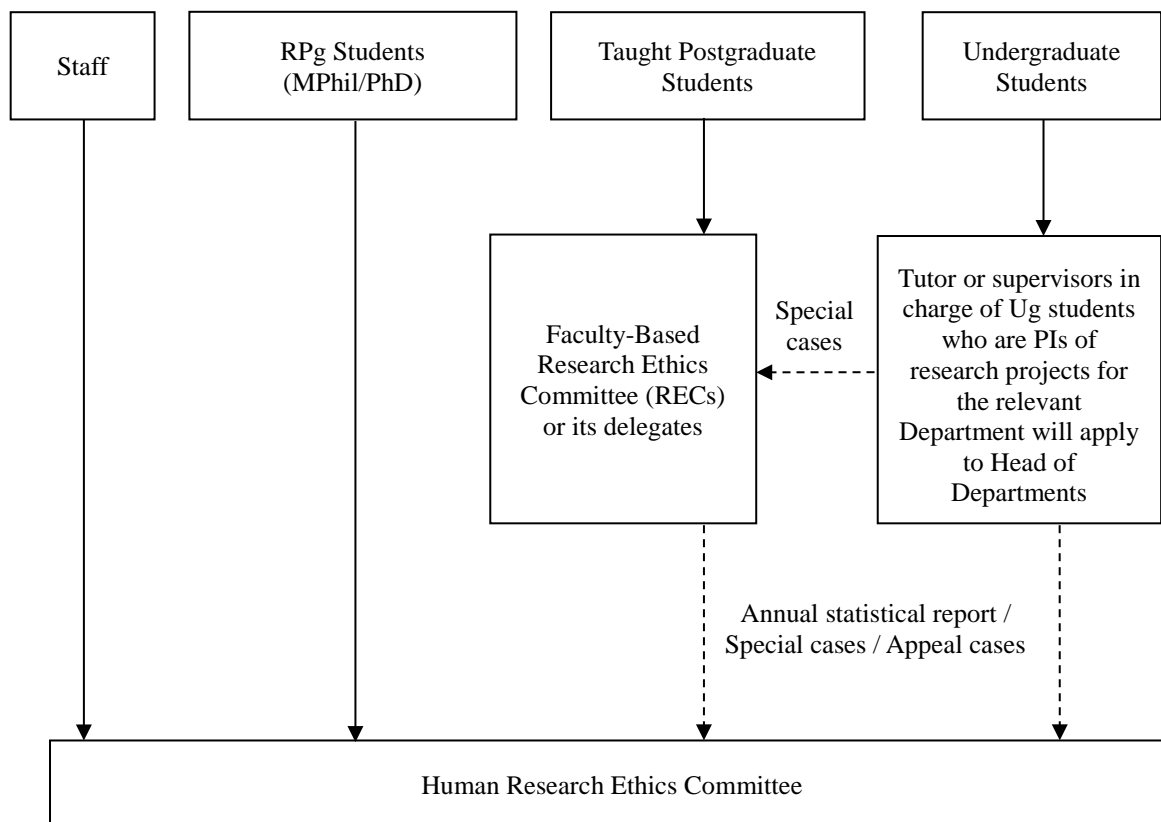 Staff
RPg Students
(MPhil/PhD)
Taught Postgraduate
Students
Undergraduate
Students
Faculty-Based
Research Ethics
Committee (RECs)
or its delegates
Special
cases
Tutor or supervisors in
charge of Ug students
who are PIs of
research projects for
the relevant
Department will apply
to Head of
Departments
Annual statistical report /
Special cases / Appeal cases
Human Research Ethics Committee